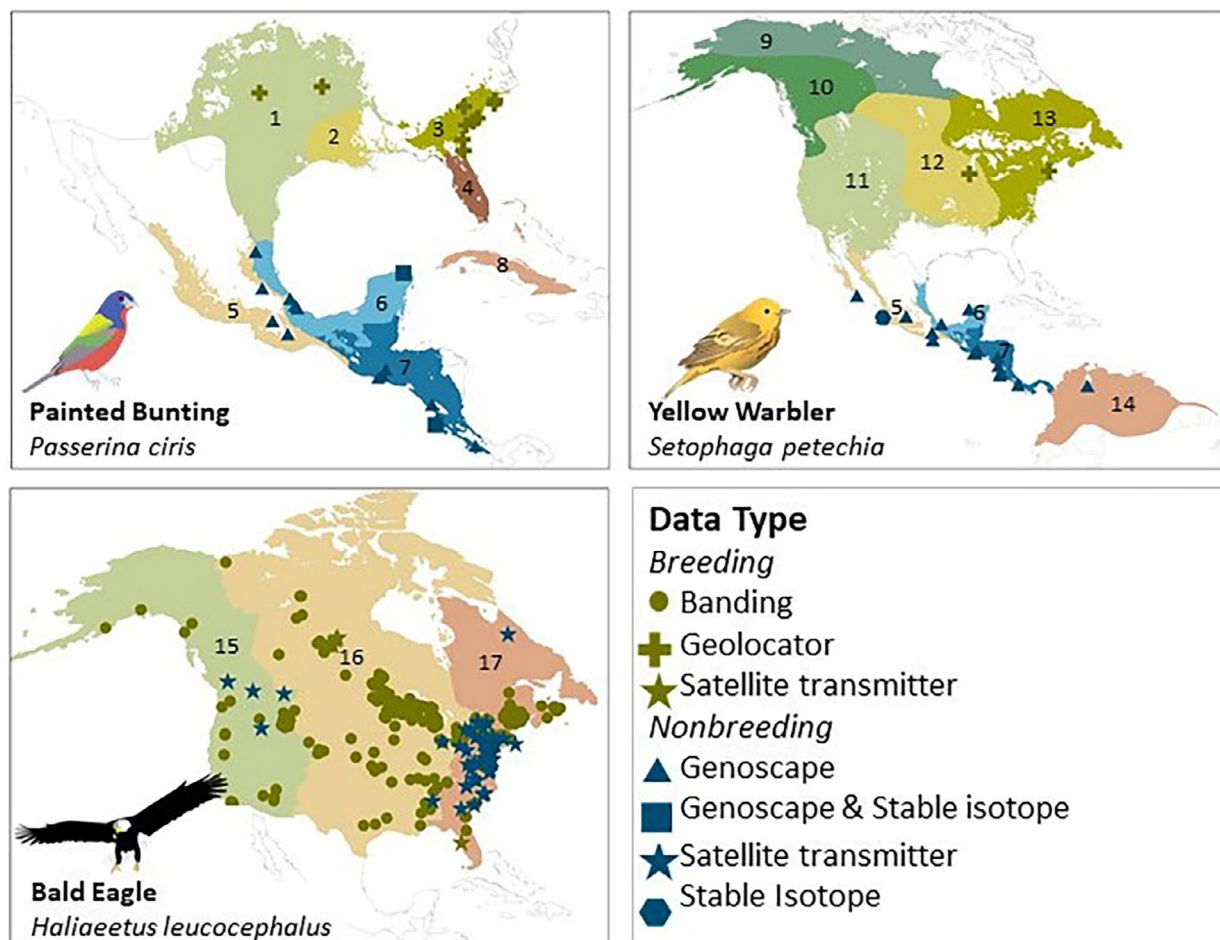 1
2
3
4
5
6
7
8
Painted Bunting
Passerina ciris
9
10
11
12
13
5
6
7
14
Yellow Warbler
Setophaga petechia
15
16
17
Bald Eagle
Haliaeetus leucocephalus
Data Type
Breeding
Banding
Geolocator
Satellite transmitter
Nonbreeding
Genoscape
Genoscape & Stable isotope
Satellite transmitter
Stable Isotope